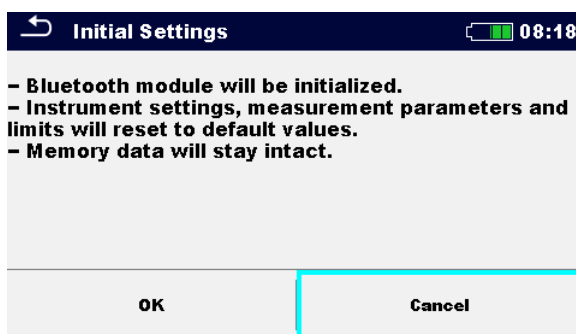 Initial Settings 08:18
– Bluetooth module will be initialized.
– Instrument settings, measurement parameters and
limits will reset to default values.
– Memory data will stay intact.
OK Cancel